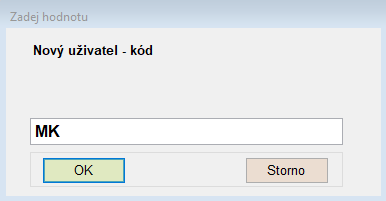 Zadej hodnotu
Nový uživatel - kód
MK
OK Storno